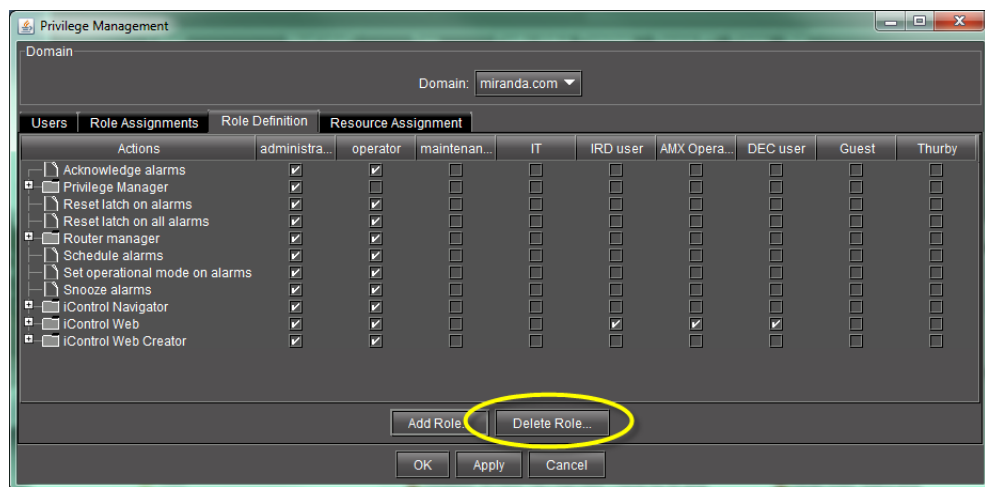 Privilege Management
Domain
Domain: miranda.com
Users Role Assignments Role Definition Resource Assignment
Actions administra... operator maintenan... IT IRD user AMX Opera... DEC user Guest Thurby
Acknowledge alarms
Privilege Manager
Reset latch on alarms
Reset latch on all alarms
Router manager
Schedule alarms
Set operational mode on alarms
Snooze alarms
iControl Navigator
iControl Web
iControl Web Creator
Add Role... Delete Role...
OK Apply Cancel